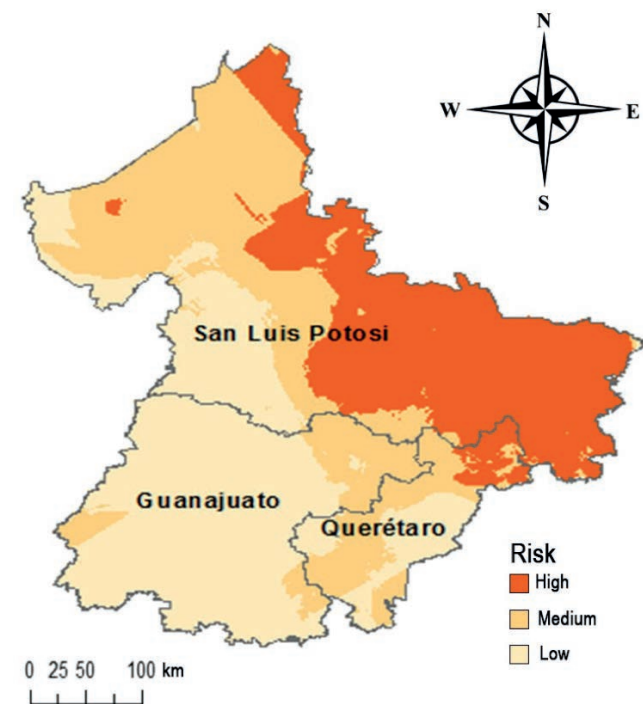 N
W E
S
San Luis Potosi
Guanajuato
Querétaro
Risk
High
Medium
Low
0 25 50 100 km